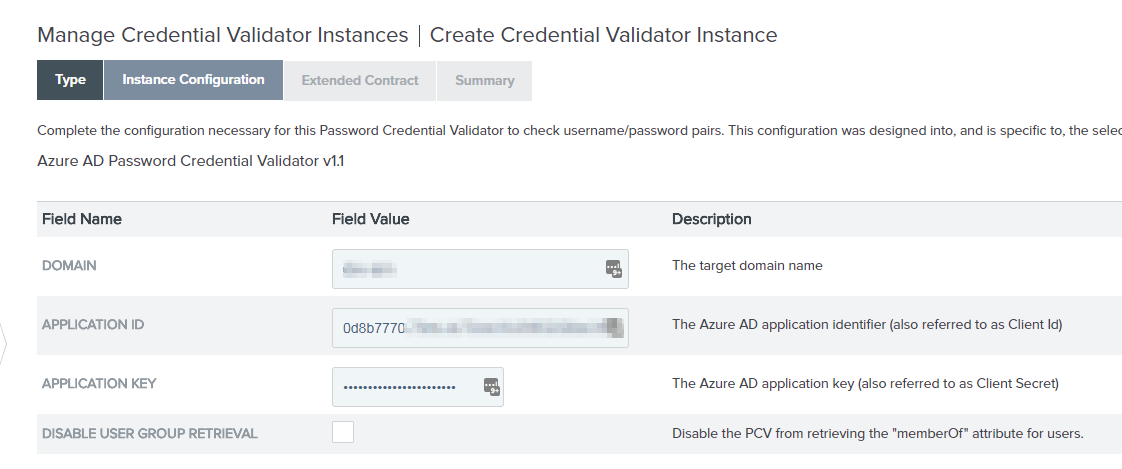 Manage Credential Validator Instances | Create Credential Validator Instance
Type Instance Configuration Extended Contract Summary
Complete the configuration necessary for this Password Credential Validator to check username/password pairs. This configuration was designed into, and is specific to, the selec
Azure AD Password Credential Validator v1.1
Field Name Field Value Description
DOMAIN The target domain name
APPLICATION ID 0d8b7770 The Azure AD application identifier (also referred to as Client Id)
APPLICATION KEY ••••••••••••••••••••••• The Azure AD application key (also referred to as Client Secret)
DISABLE USER GROUP RETRIEVAL Disable the PCV from retrieving the "memberOf" attribute for users.